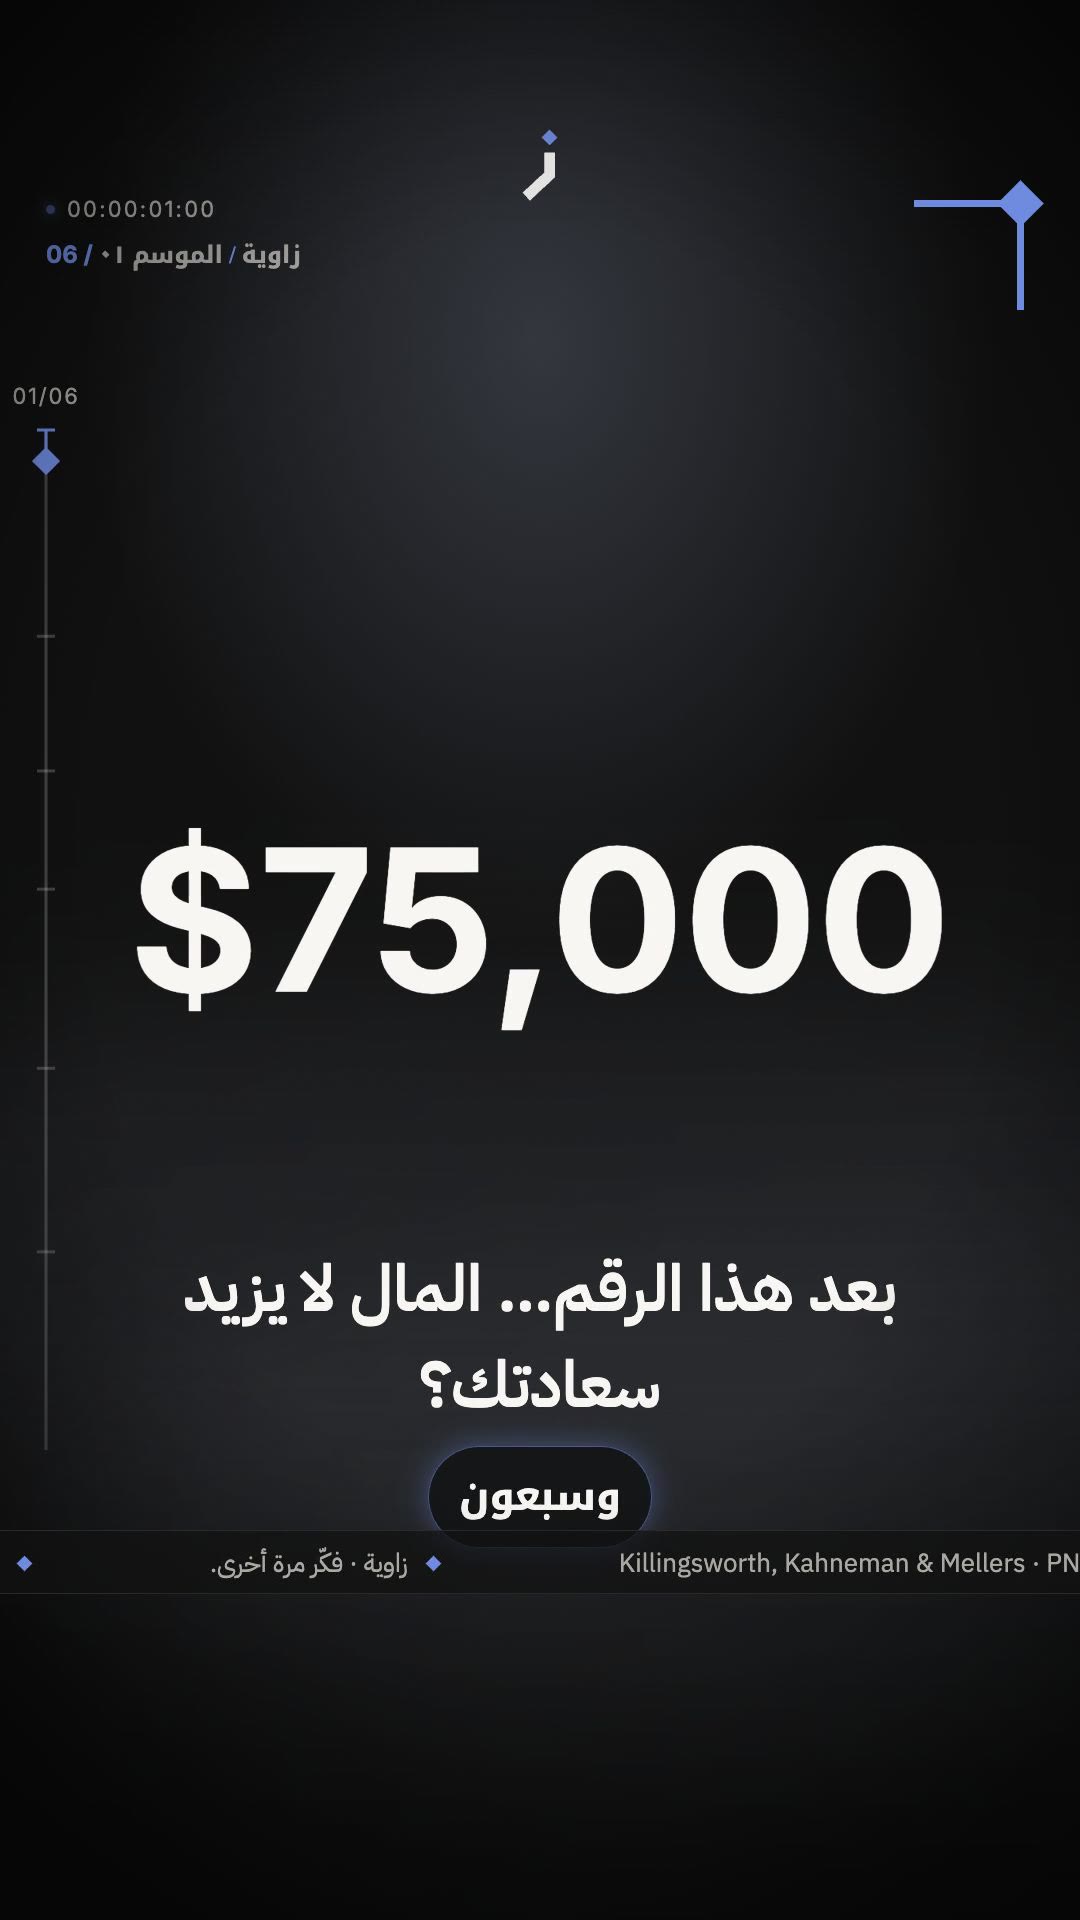 ز
00:00:01:00
زاوية / الموسم ٠١ / 06
01/06
$75,000
بعد هذا الرقم... المال لا يزيد
سعادتك؟
وسبعون
زاوية · فكّر مرة أخرى.
Killingsworth, Kahneman & Mellers · PN